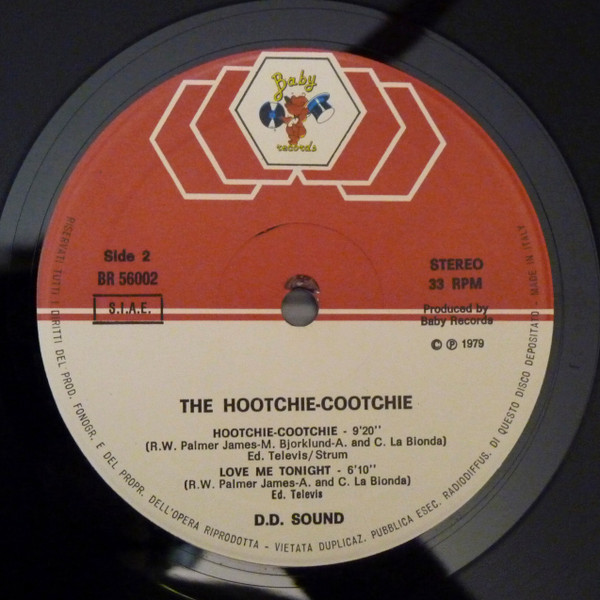 Baby
records
Side 2
BR 56002
S.I.A.E.
STEREO
33 RPM
Produced by
Baby Records
© ℗ 1979
THE HOOTCHIE-COOTCHIE
HOOTCHIE-COOTCHIE - 9'20''
(R.W. Palmer James-M. Bjorklund-A. and C. La Bionda)
Ed. Televis/Strum
LOVE ME TONIGHT - 6'10''
(R.W. Palmer James-A. and C. La Bionda)
Ed. Televis
D.D. SOUND
RISERVATI TUTTI I DIRITTI DEL PROD. FONOGR. E DEL PROPR. DELL'OPERA RIPRODOTTA - VIETATA DUPLICAZ. PUBBLICA ESEC. RADIODIFFUS. DI QUESTO DISCO DEPOSITATO - MADE IN ITALY